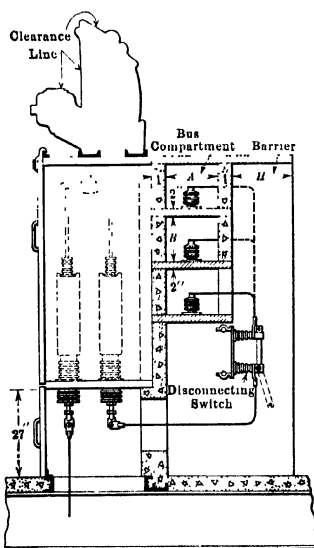 Clearance
Line
Bus
Compartment
Barrier
A
H
2"
B
2"
Disconnecting
Switch
27"